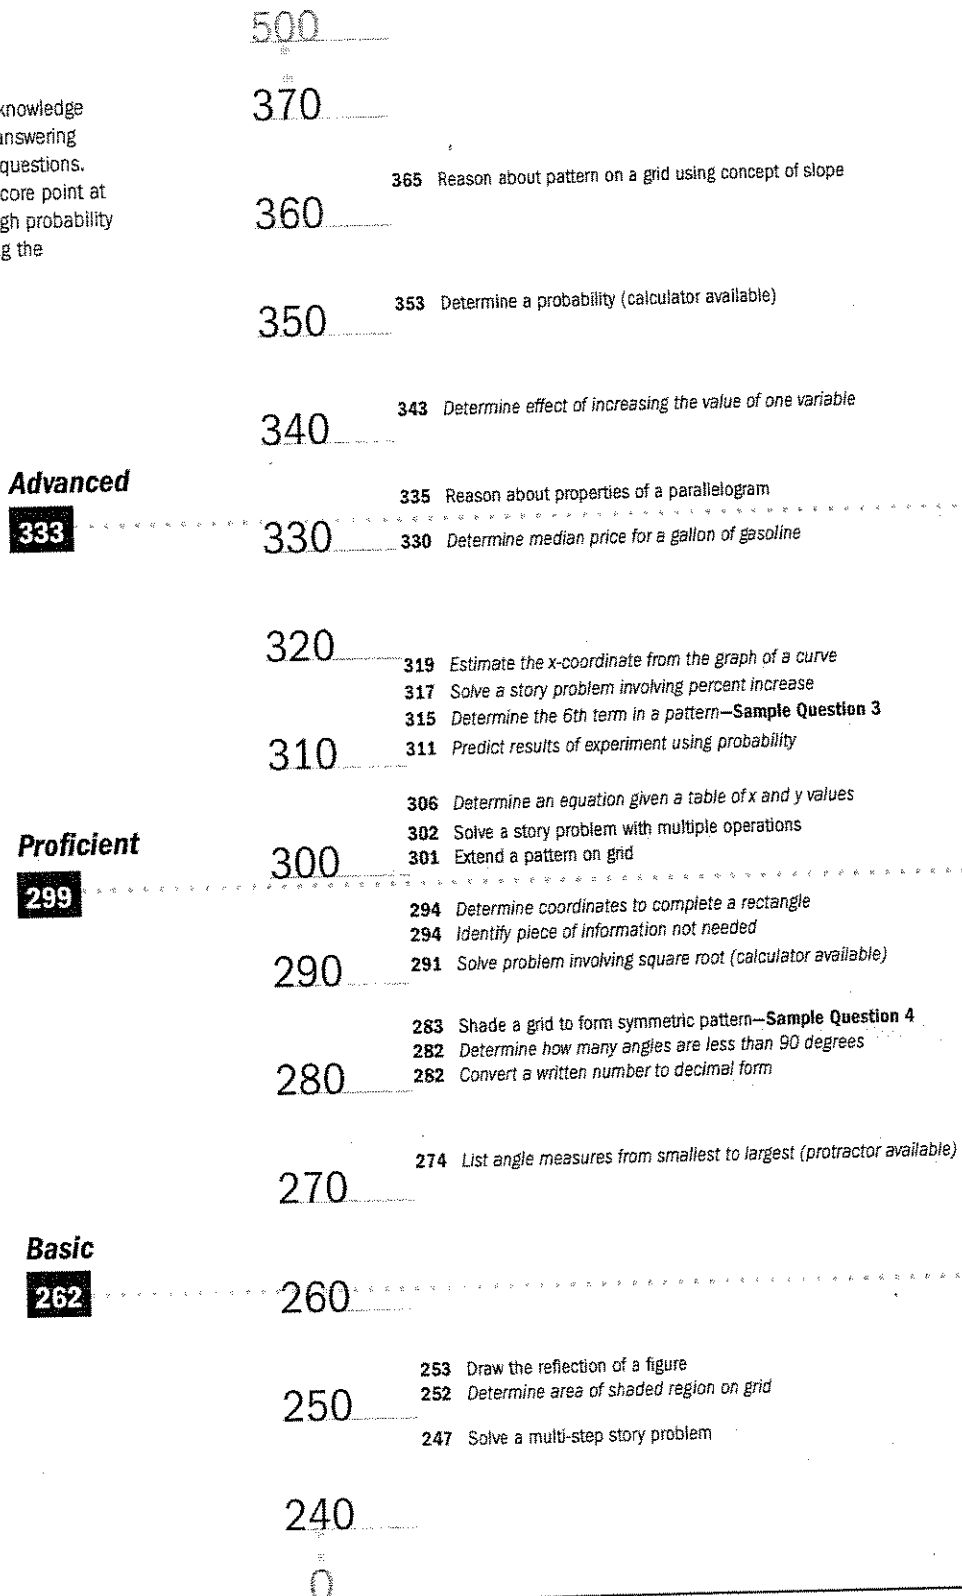 500
370
knowledge
answering
questions.
core point at
gh probability
g the
365 Reason about pattern on a grid using concept of slope
360
353 Determine a probability (calculator available)
350
343 Determine effect of increasing the value of one variable
340
Advanced
335 Reason about properties of a parallelogram
333
330
330 Determine median price for a gallon of gasoline
320
319 Estimate the x-coordinate from the graph of a curve
317 Solve a story problem involving percent increase
315 Determine the 6th term in a pattern—Sample Question 3
310
311 Predict results of experiment using probability
306 Determine an equation given a table of x and y values
302 Solve a story problem with multiple operations
Proficient
300
301 Extend a pattern on grid
299
294 Determine coordinates to complete a rectangle
294 Identify piece of information not needed
290
291 Solve problem involving square root (calculator available)
283 Shade a grid to form symmetric pattern—Sample Question 4
282 Determine how many angles are less than 90 degrees
280
282 Convert a written number to decimal form
274 List angle measures from smallest to largest (protractor available)
270
Basic
262
260
253 Draw the reflection of a figure
250
252 Determine area of shaded region on grid
247 Solve a multi-step story problem
240
0